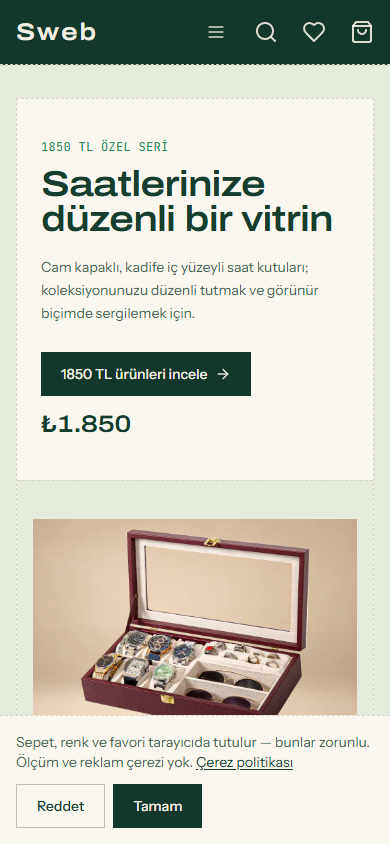 Sweb
1850 TL ÖZEL SERİ
Saatlerinize
düzenli bir vitrin
Cam kapaklı, kadife iç yüzeyli saat kutuları;
koleksiyonunuzu düzenli tutmak ve görünür
biçimde sergilemek için.
1850 TL ürünleri incele →
₺1.850
Sepet, renk ve favori tarayıcıda tutulur — bunlar zorunlu.
Ölçüm ve reklam çerezi yok. Çerez politikası
Reddet
Tamam